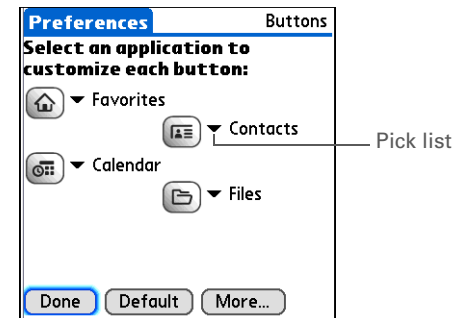 Preferences Buttons
Select an application to
customize each button:
Favorites
Contacts
Pick list
Calendar
Files
Done Default More...